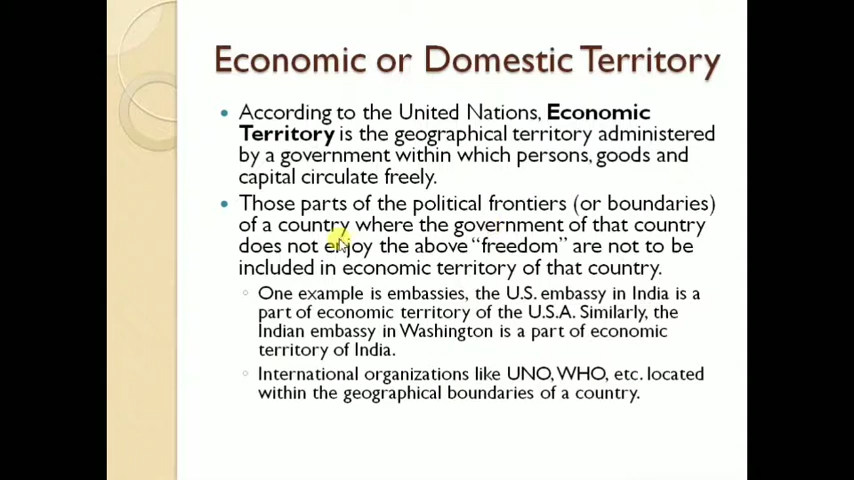 Economic or Domestic Territory
According to the United Nations, Economic
Territory is the geographical territory administered
by a government within which persons, goods and
capital circulate freely.
Those parts of the political frontiers (or boundaries)
of a country where the government of that country
does not enjoy the above “freedom” are not to be
included in economic territory of that country.
One example is embassies, the U.S. embassy in India is a
part of economic territory of the U.S.A. Similarly, the
Indian embassy in Washington is a part of economic
territory of India.
International organizations like UNO, WHO, etc. located
within the geographical boundaries of a country.